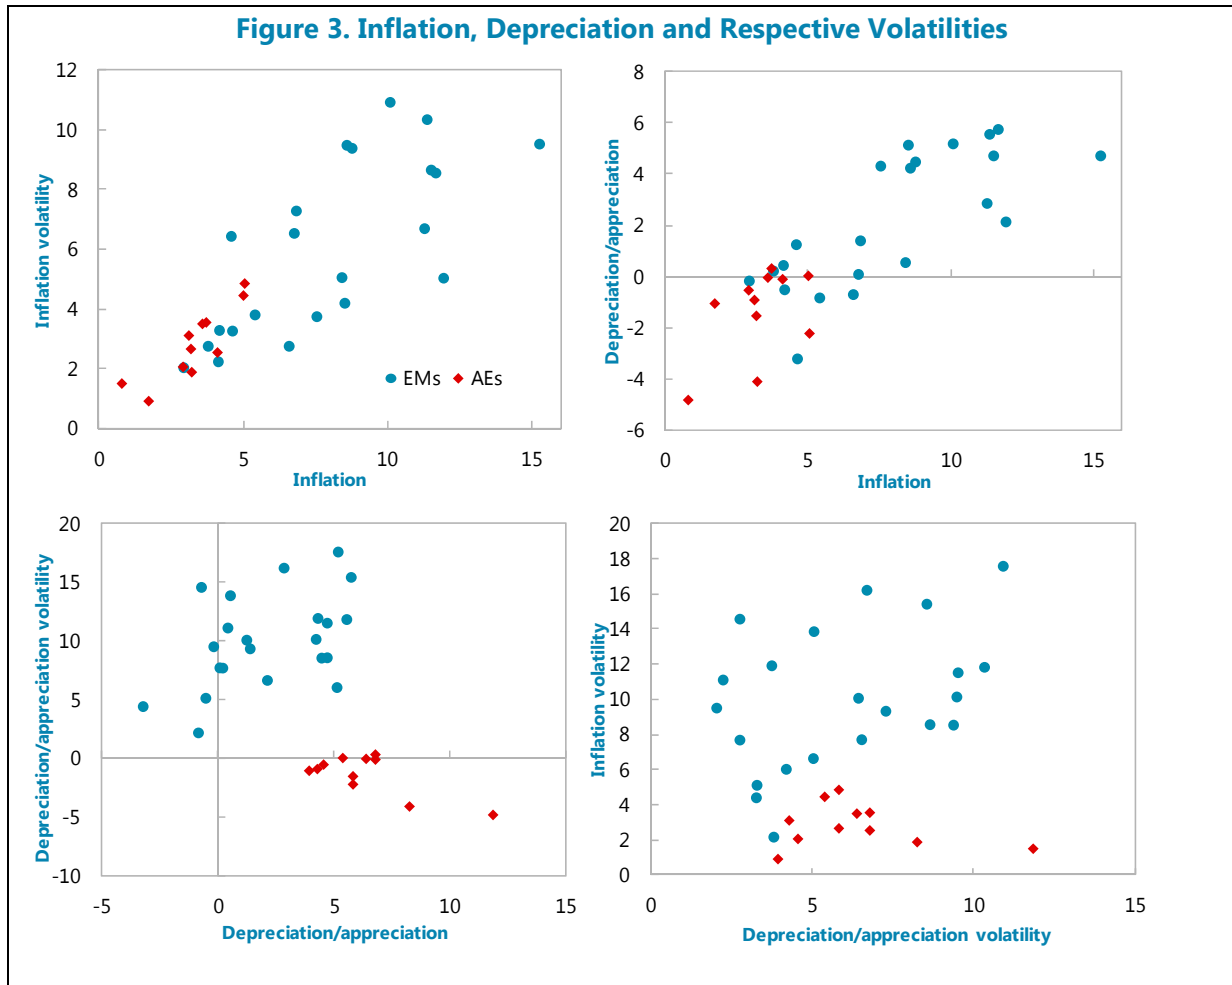 Figure 3. Inflation, Depreciation and Respective Volatilities
12
10
8
6
4
2
0
Inflation volatility
EMs AEs
0 5 10 15
Inflation
8
6
4
2
0
-2
-4
-6
Depreciation/appreciation
0 5 10 15
Inflation
20
15
10
5
0
-5
-10
Depreciation/appreciation volatility
-5 0 5 10 15
Depreciation/appreciation
20
18
16
14
12
10
8
6
4
2
0
Inflation volatility
0 5 10 15
Depreciation/appreciation volatility